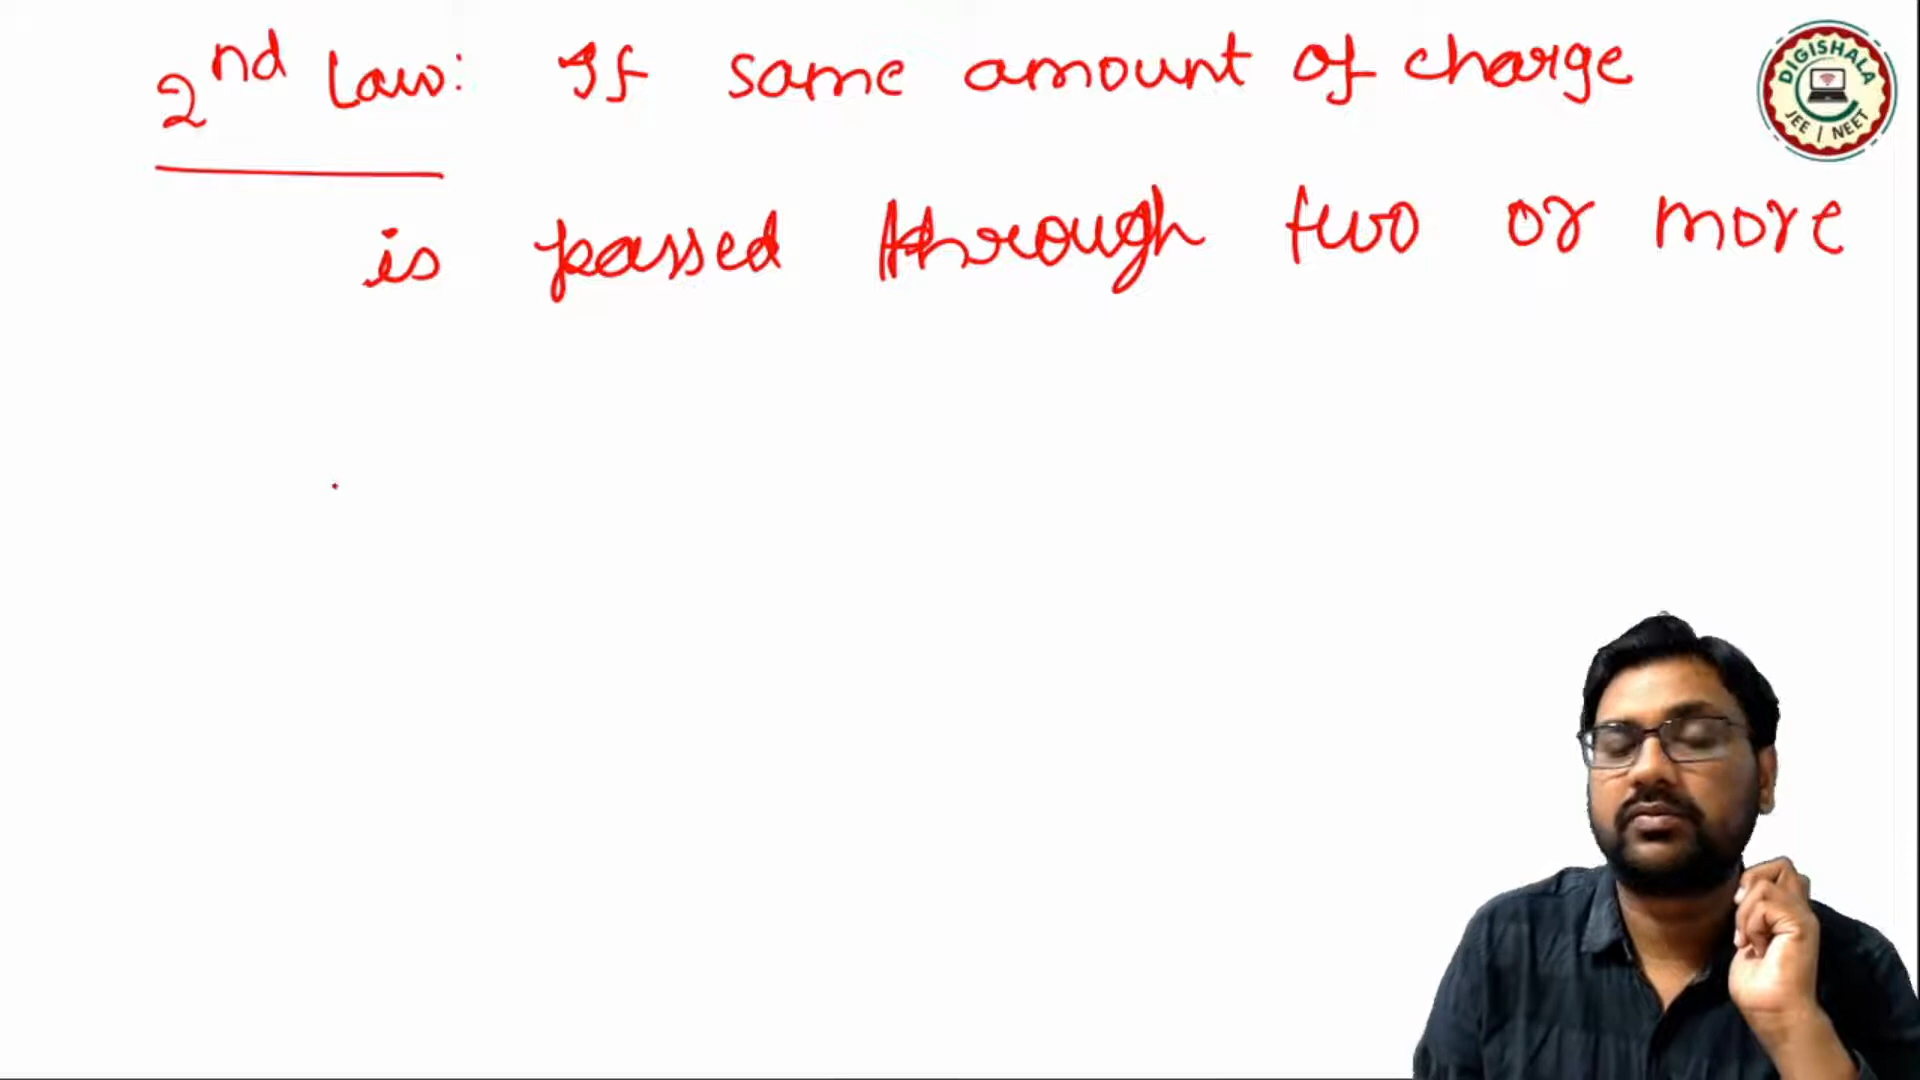 2nd Law: If same amount of charge
is passed through two or more
DIGISHALA
JEE | NEET